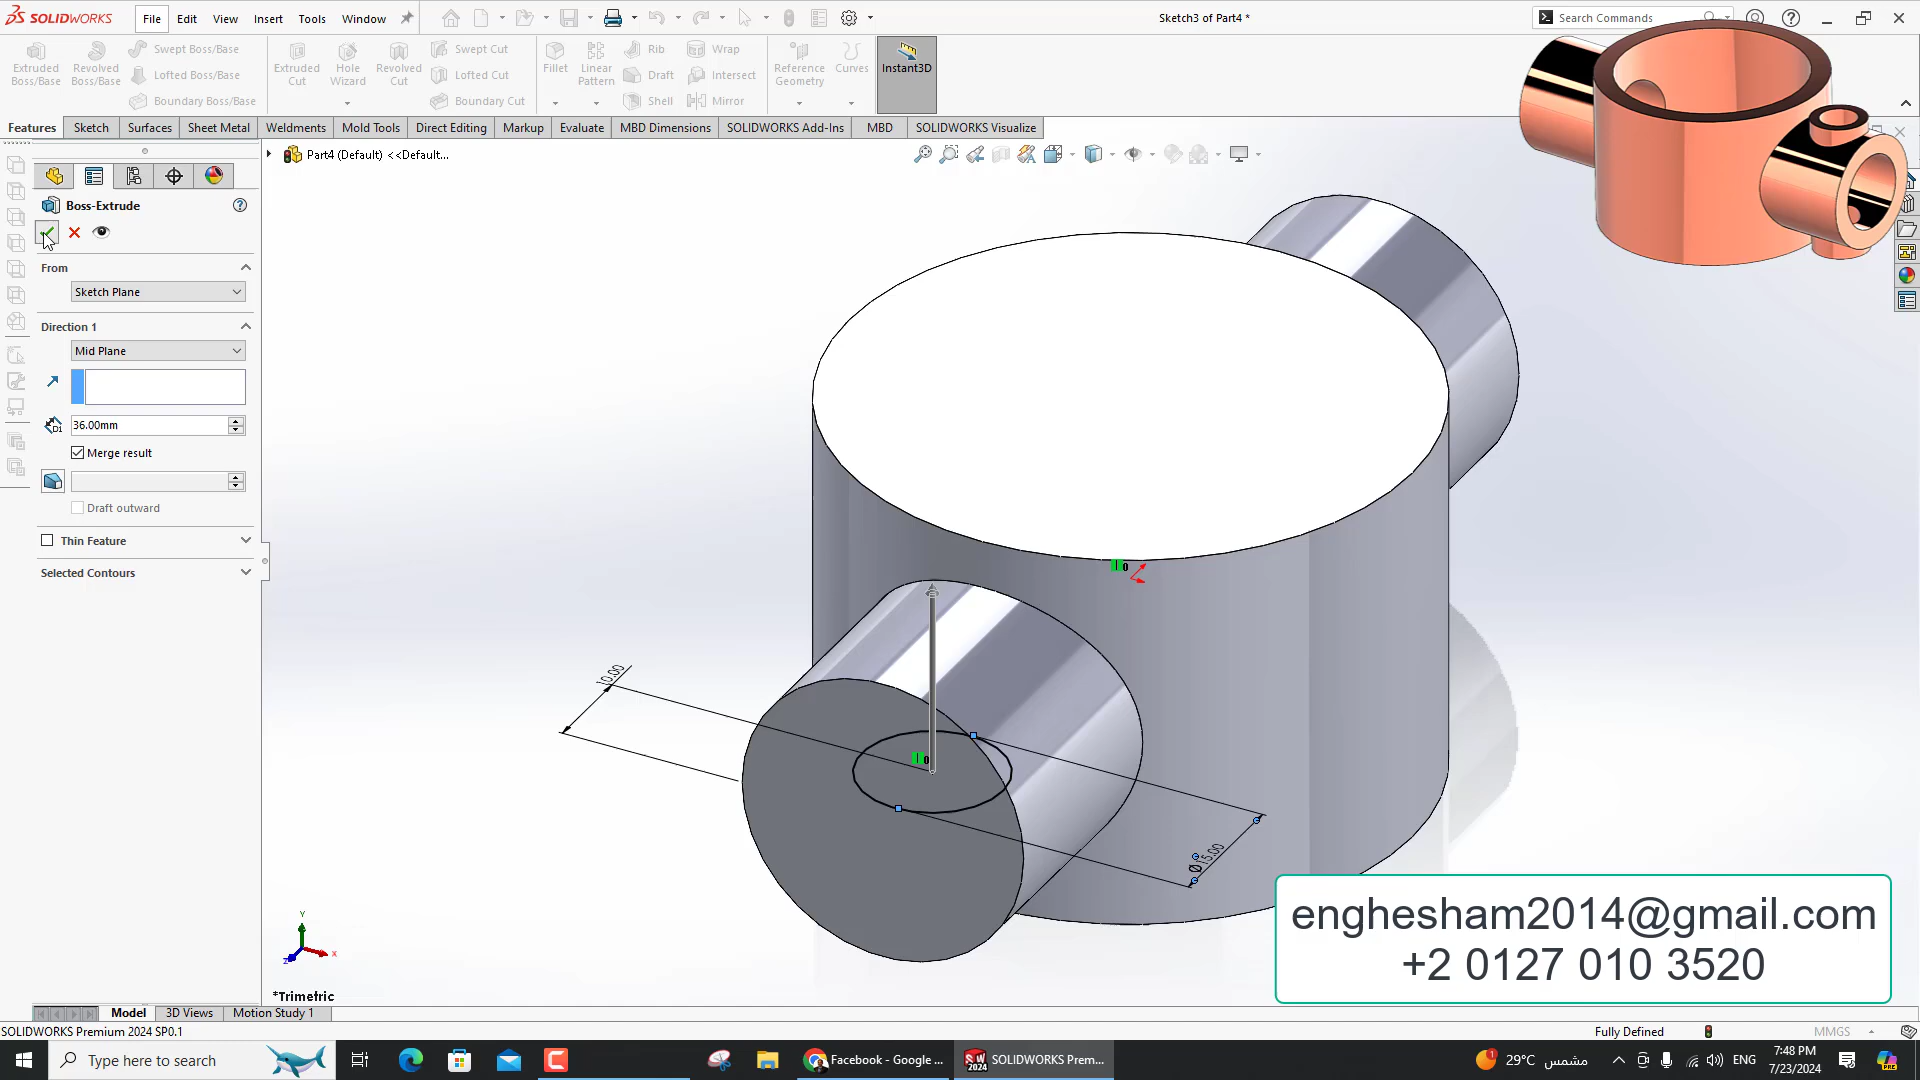 SOLIDWORKS
File
Edit
View
Insert
Tools
Window
Sketch3 of Part4 *
Search Commands
Extruded Boss/Base
Revolved Boss/Base
Swept Boss/Base
Lofted Boss/Base
Boundary Boss/Base
Extruded Cut
Hole Wizard
Revolved Cut
Swept Cut
Lofted Cut
Boundary Cut
Fillet
Linear Pattern
Rib
Draft
Shell
Wrap
Intersect
Mirror
Reference Geometry
Curves
Instant3D
Features
Sketch
Surfaces
Sheet Metal
Weldments
Mold Tools
Direct Editing
Markup
Evaluate
MBD Dimensions
SOLIDWORKS Add-Ins
MBD
SOLIDWORKS Visualize
Part4 (Default) <<Default...
Boss-Extrude
From
Sketch Plane
Direction 1
Mid Plane
D1
36.00mm
Merge result
Draft outward
Thin Feature
Selected Contours
10.00
0
0
Ø15.00
Y
X
Z
*Trimetric
enghesham2014@gmail.com
+2 0127 010 3520
Model
3D Views
Motion Study 1
SOLIDWORKS Premium 2024 SP0.1
Fully Defined
MMGS
Type here to search
Facebook - Google ...
SOLIDWORKS Prem...
1
29°C مشمس
ENG
7:48 PM
7/23/2024